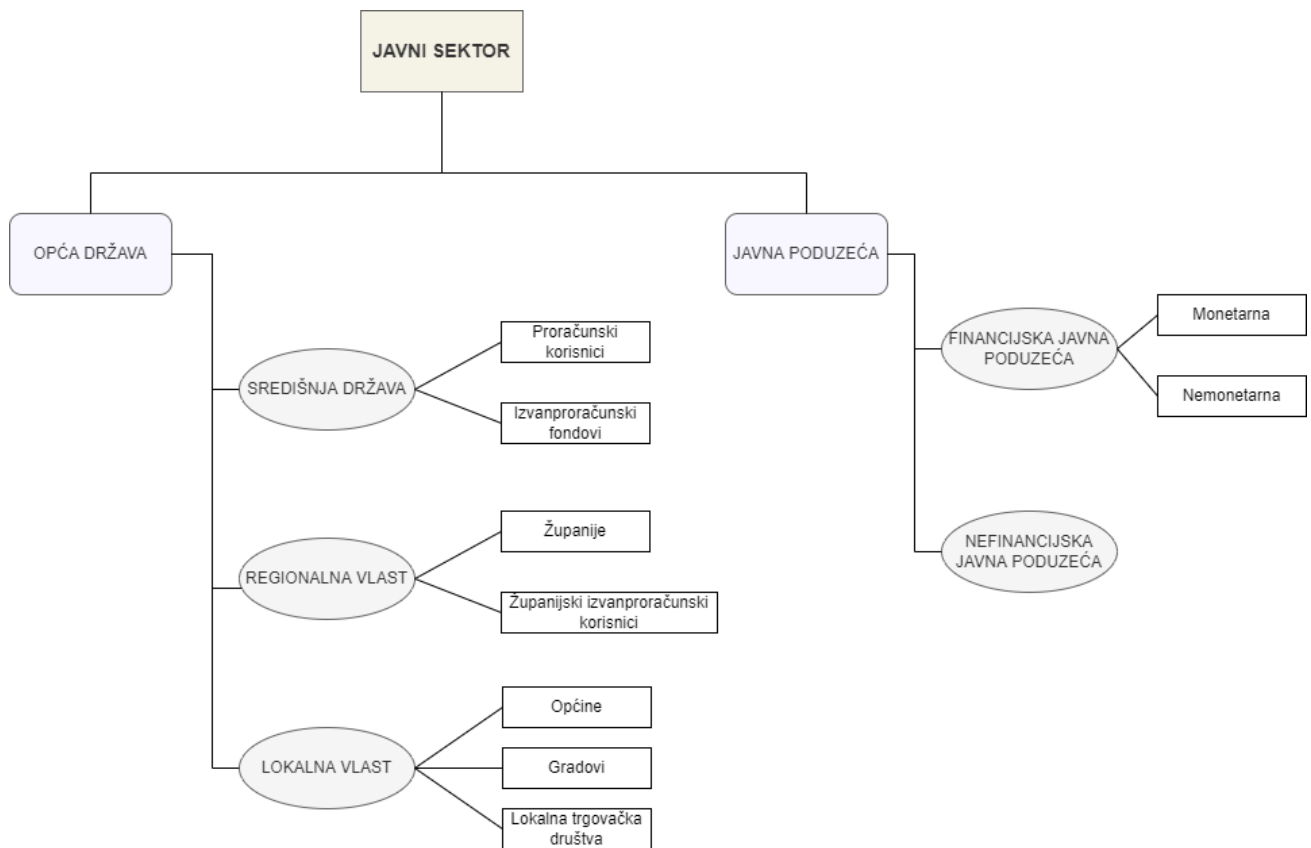 JAVNI SEKTOR
OPĆA DRŽAVA
JAVNA PODUZEĆA
SREDIŠNJA DRŽAVA
Proračunski
korisnici
Izvanproračunski
fondovi
REGIONALNA VLAST
Županije
Županijski izvanproračunski
korisnici
LOKALNA VLAST
Općine
Gradovi
Lokalna trgovačka
društva
FINANCIJSKA JAVNA
PODUZEĆA
Monetarna
Nemonetarna
NEFINANCIJSKA
JAVNA PODUZEĆA